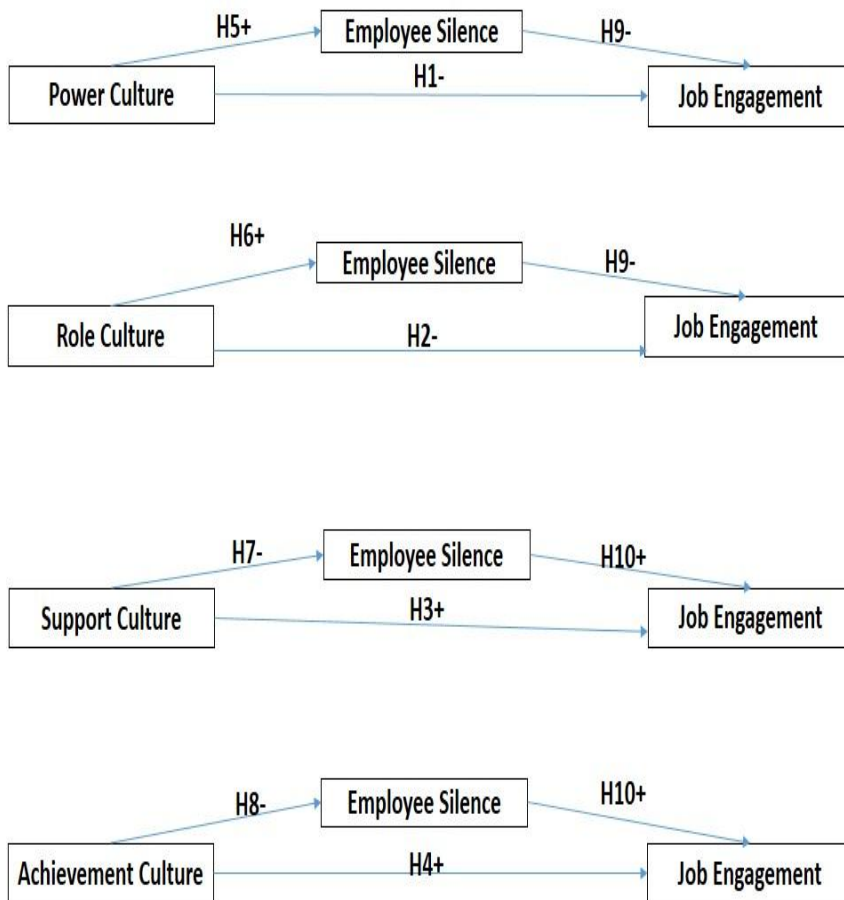 H5+
Employee Silence
H9-
Power Culture
H1-
Job Engagement
H6+
Employee Silence
H9-
Role Culture
H2-
Job Engagement
H7-
Employee Silence
H10+
Support Culture
H3+
Job Engagement
H8-
Employee Silence
H10+
Achievement Culture
H4+
Job Engagement